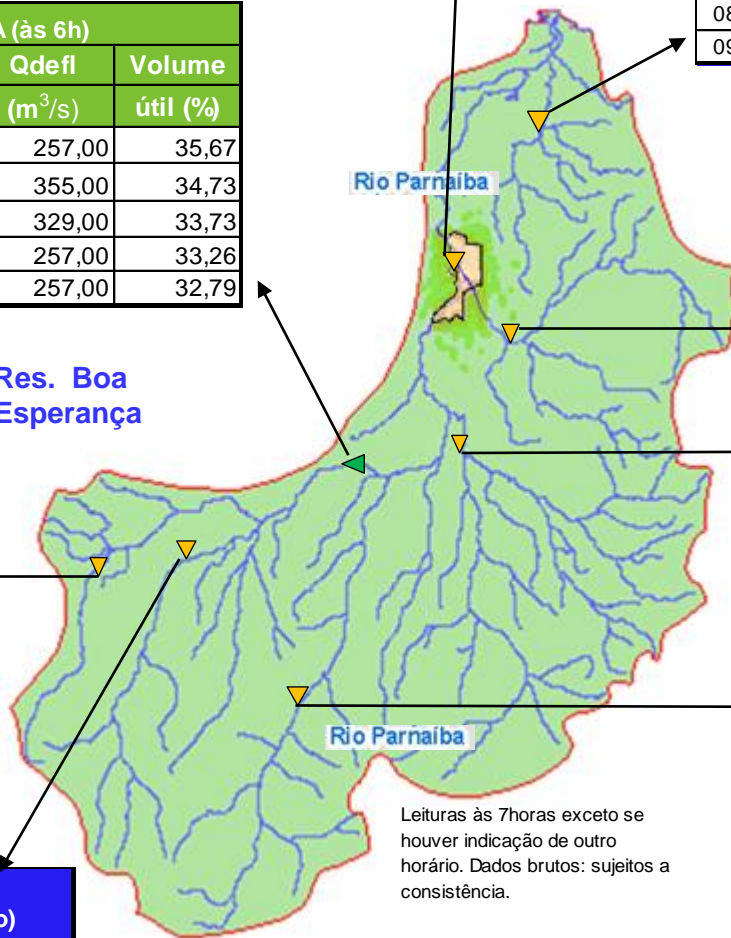 A (às 6h)
Qdefl Volume
(m³/s) útil (%)
257,00 35,67
355,00 34,73
329,00 33,73
257,00 33,26
257,00 32,79
08
09
Rio Parnaíba
Res. Boa
Esperança
Rio Parnaíba
Leituras às 7horas exceto se
houver indicação de outro
horário. Dados brutos: sujeitos a
consistência.
o)